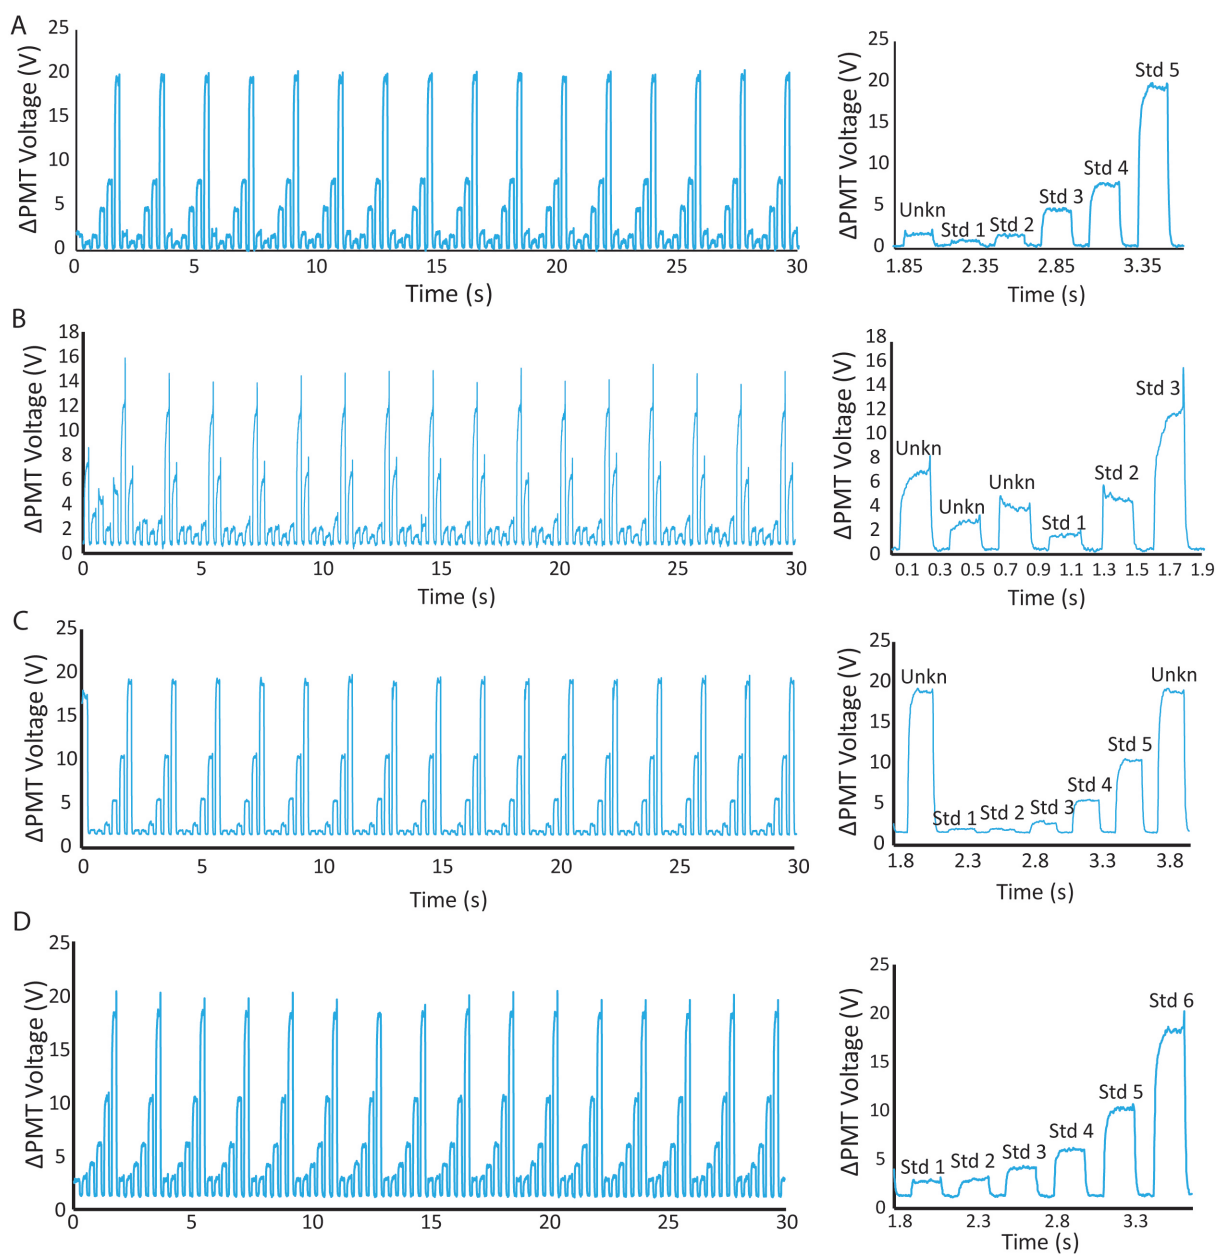 A
ΔPMT Voltage (V)
25
20
15
10
5
0
0 5 10 15 20 25 30
Time (s)
ΔPMT Voltage (V)
25
20
15
10
5
0
Unkn Std 1 Std 2 Std 3 Std 4 Std 5
1.85 2.35 2.85 3.35
Time (s)
B
ΔPMT Voltage (V)
18
16
14
12
10
8
6
4
2
0
0 5 10 15 20 25 30
Time (s)
ΔPMT Voltage (V)
18
16
14
12
10
8
6
4
2
0
Unkn Unkn Unkn Std 1 Std 2 Std 3
0.1 0.3 0.5 0.7 0.9 1.1 1.3 1.5 1.7 1.9
Time (s)
C
ΔPMT Voltage (V)
25
20
15
10
5
0
0 5 10 15 20 25 30
Time (s)
ΔPMT Voltage (V)
25
20
15
10
5
0
Unkn Std 1 Std 2 Std 3 Std 4 Std 5 Unkn
1.8 2.3 2.8 3.3 3.8
Time (s)
D
ΔPMT Voltage (V)
25
20
15
10
5
0
0 5 10 15 20 25 30
Time (s)
ΔPMT Voltage (V)
25
20
15
10
5
0
Std 1 Std 2 Std 3 Std 4 Std 5 Std 6
1.8 2.3 2.8 3.3
Time (s)